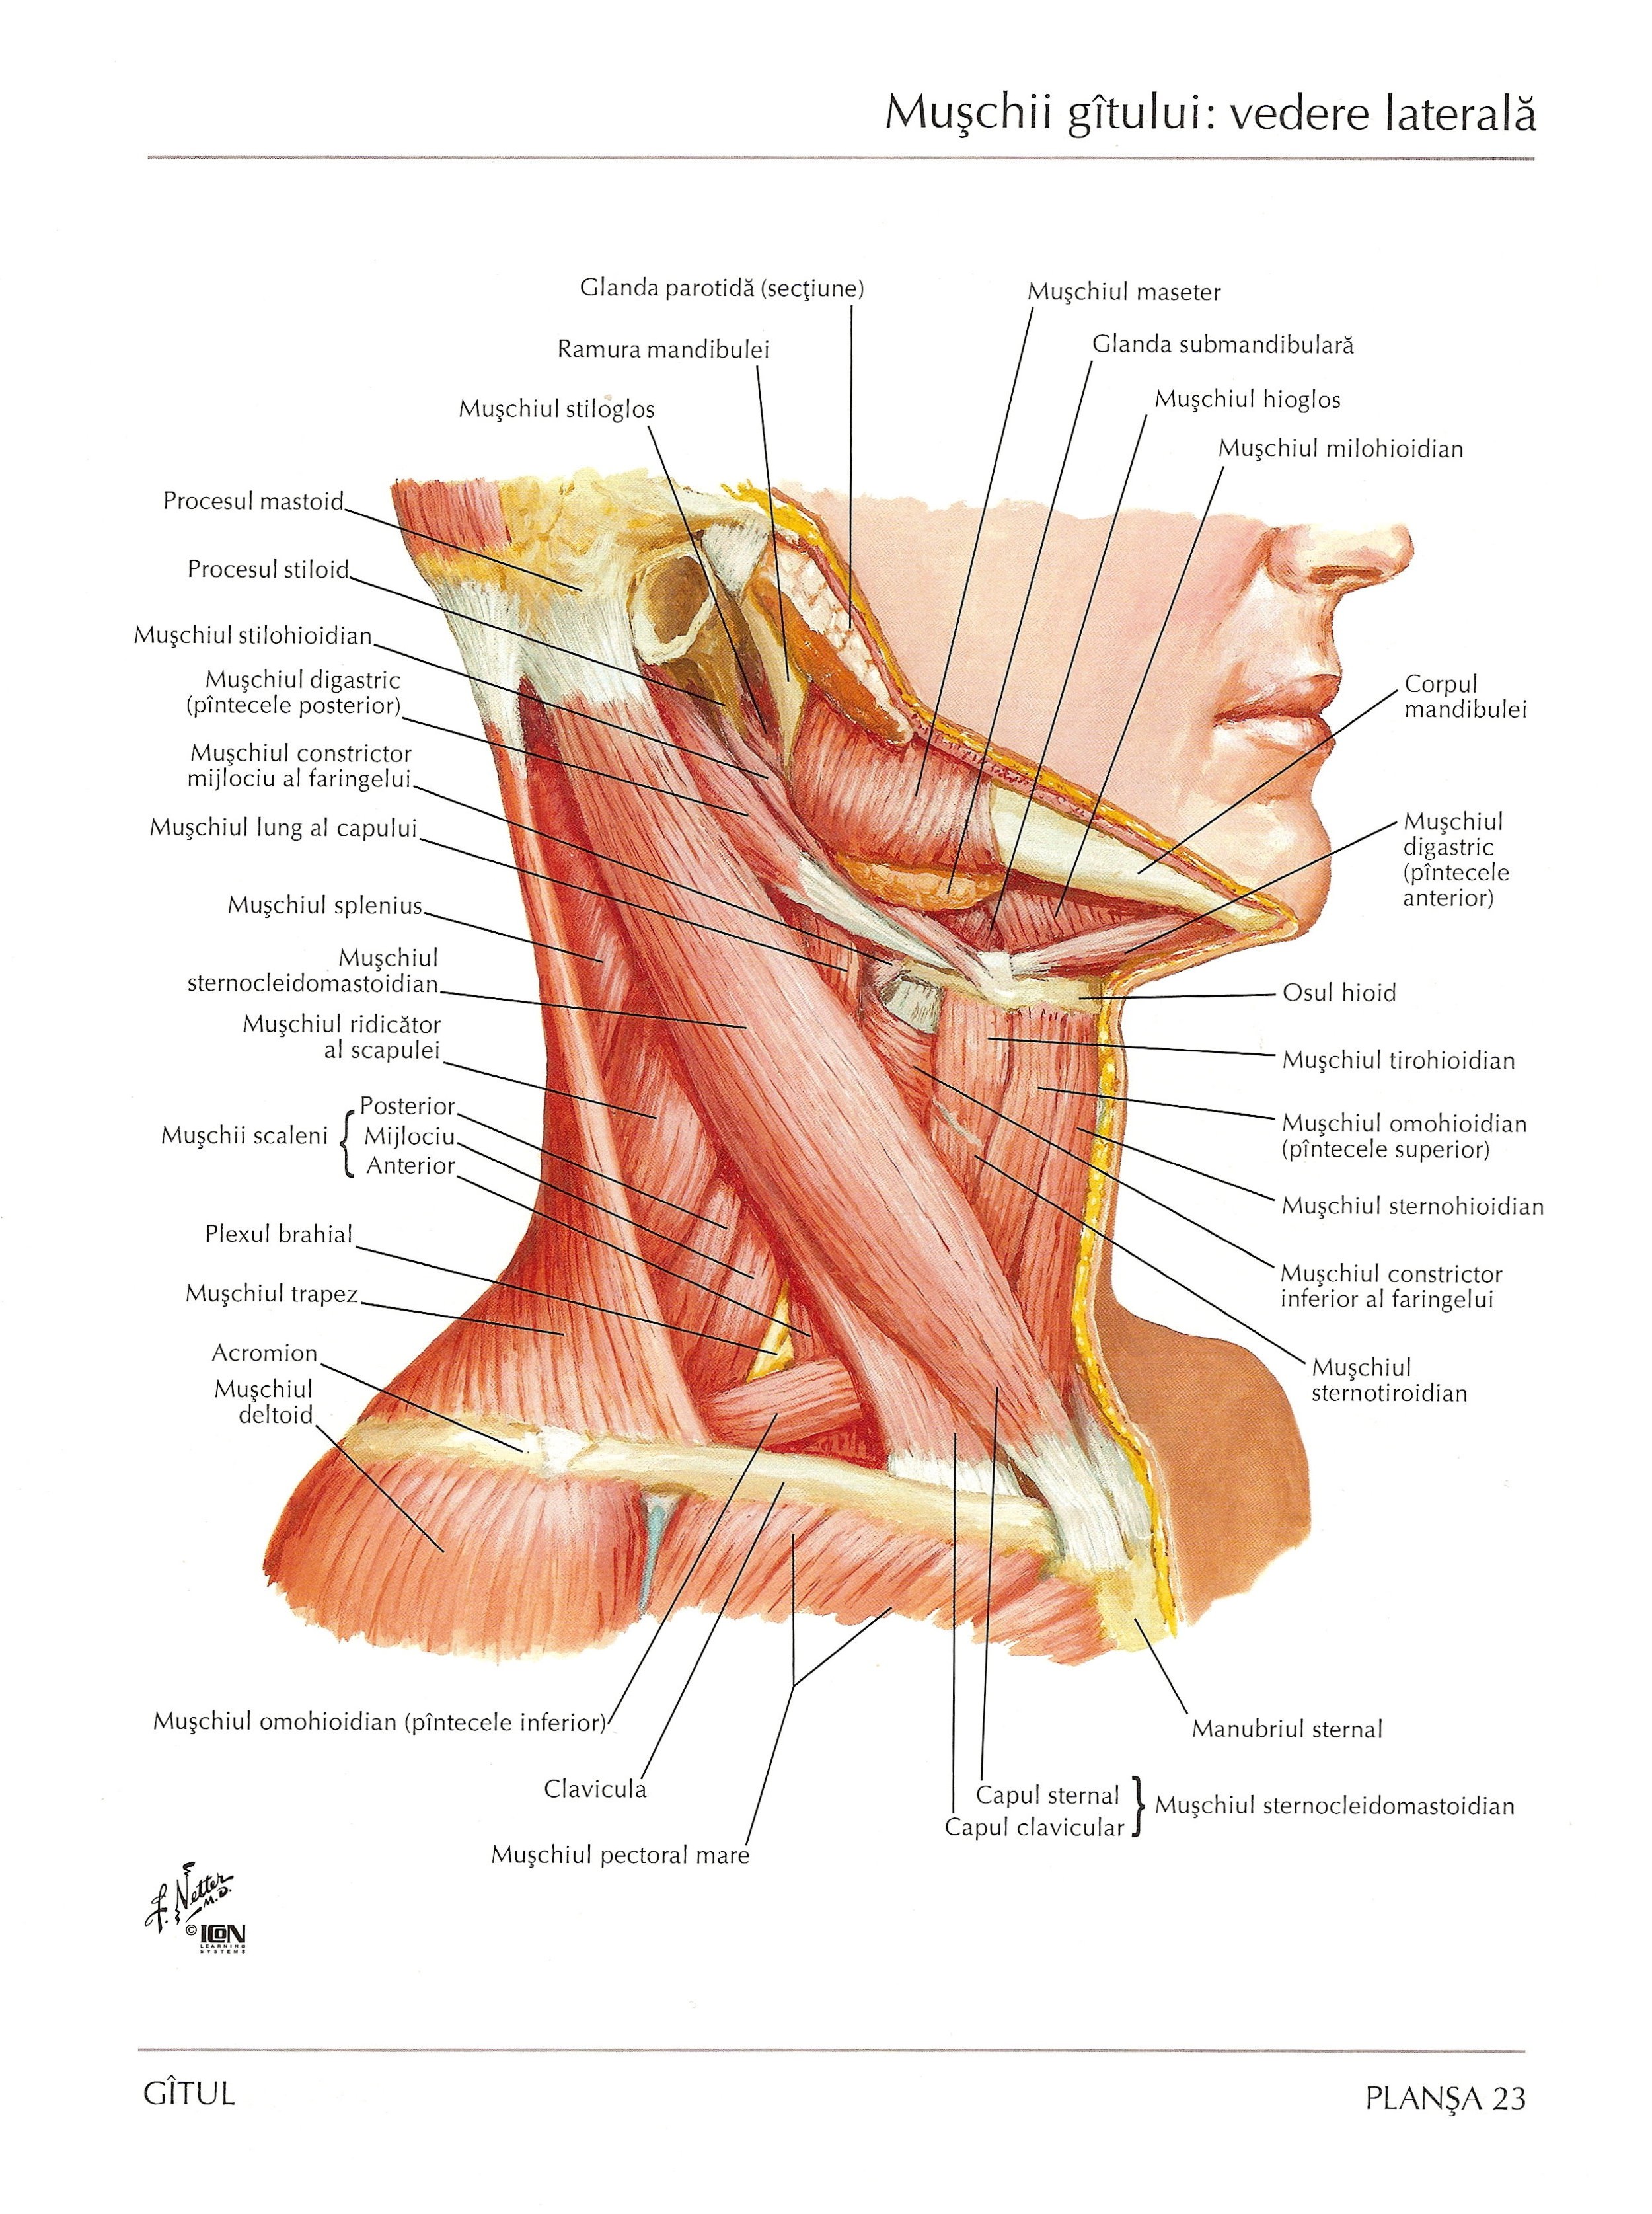 Muşchii gîtului: vedere laterală
Glanda parotidă (secţiune)
Muşchiul maseter
Ramura mandibulei
Glanda submandibulară
Muşchiul stiloglos
Muşchiul hioglos
Muşchiul milohioidian
Procesul mastoid
Procesul stiloid
Muşchiul stilohioidian
Muşchiul digastric
(pîntecele posterior)
Muşchiul constrictor
mijlociu al faringelui
Muşchiul lung al capului
Muşchiul splenius
Muşchiul
sternocleidomastoidian
Muşchiul ridicător
al scapulei
Muşchii scaleni
Posterior
Mijlociu
Anterior
Plexul brahial
Muşchiul trapez
Acromion
Muşchiul
deltoid
Corpul
mandibulei
Muşchiul
digastric
(pîntecele
anterior)
Osul hioid
Muşchiul tirohioidian
Muşchiul omohioidian
(pîntecele superior)
Muşchiul sternohioidian
Muşchiul constrictor
inferior al faringelui
Muşchiul
sternotiroidian
Muşchiul omohioidian (pîntecele inferior)
Clavicula
Muşchiul pectoral mare
Manubriul sternal
Capul sternal
Capul clavicular
Muşchiul sternocleidomastoidian
F. Netter
M.D.
© ICON
LEARNING
SYSTEMS
GÎTUL
PLANŞA 23